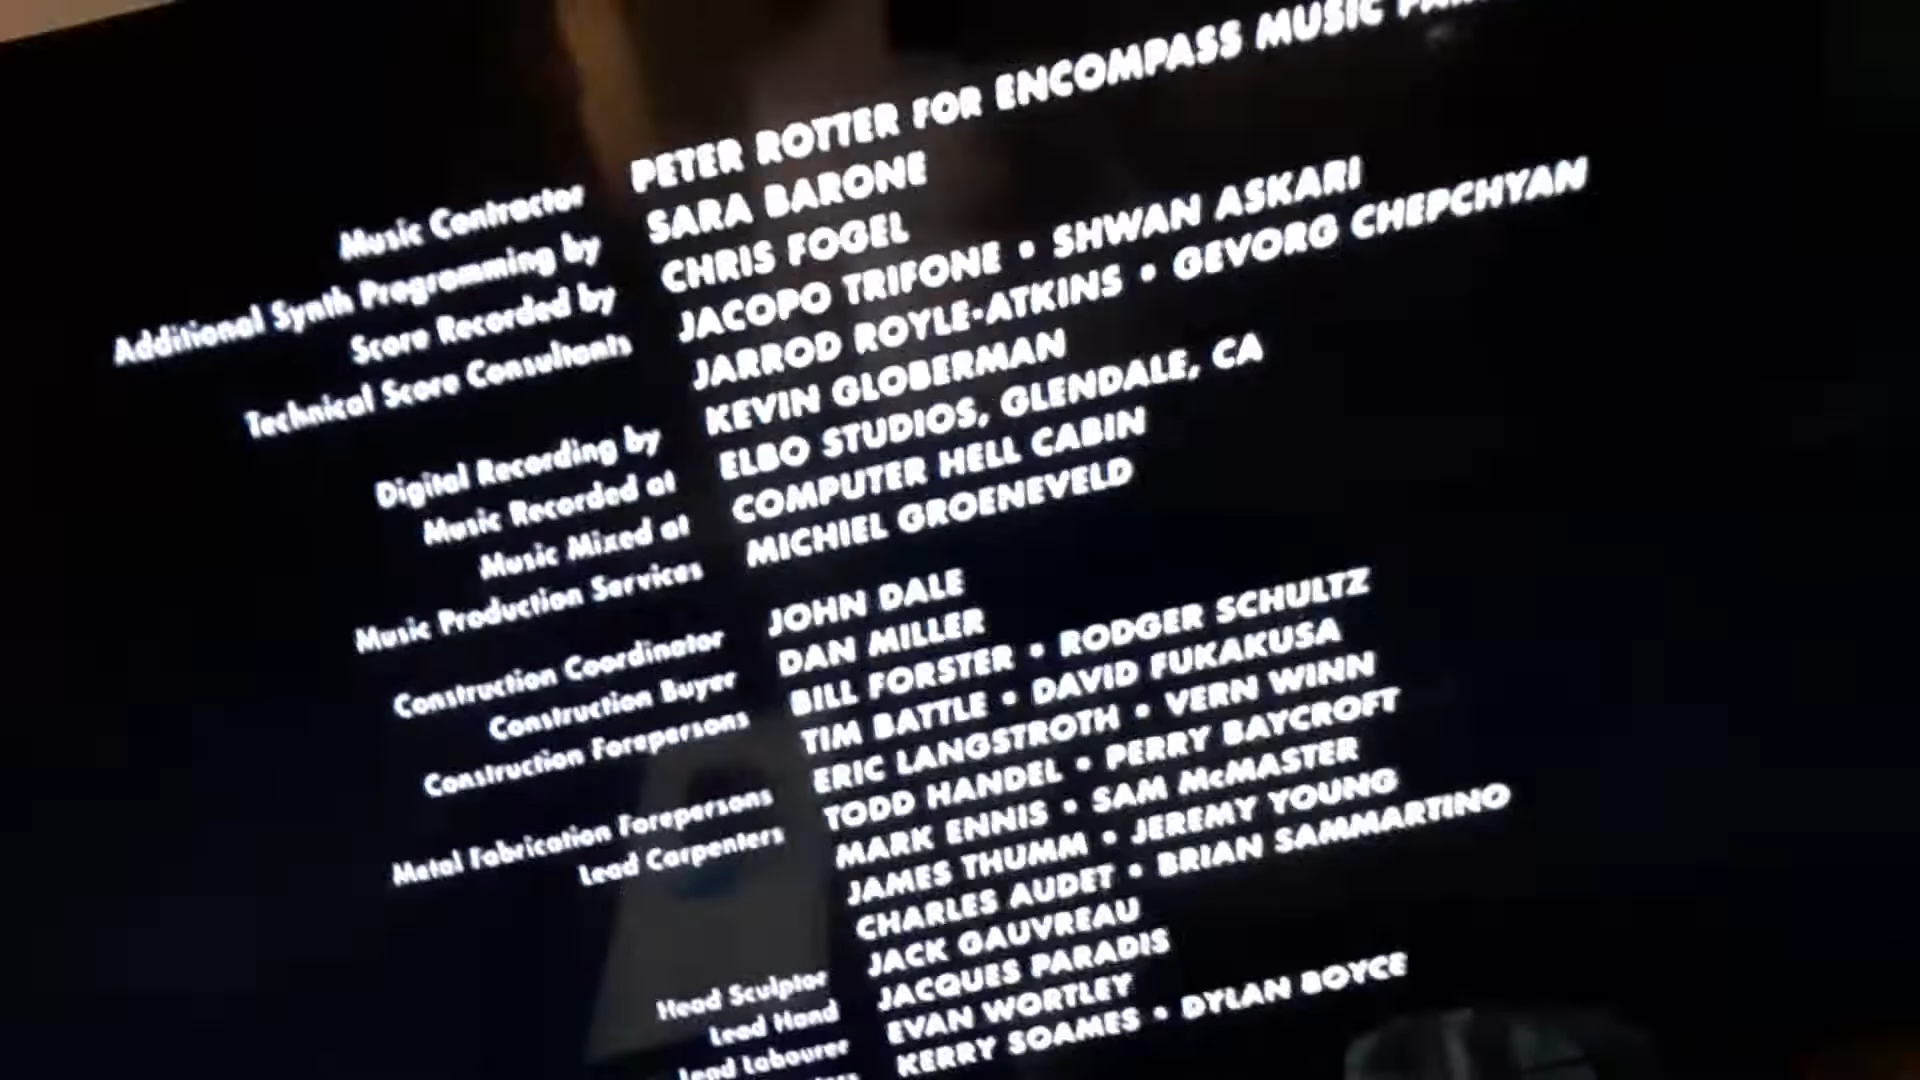 Music Contractor PETER ROTTER FOR ENCOMPASS MUSIC
Additional Synth Programming by SARA BARONE
Score Recorded by CHRIS FOGEL
Technical Score Consultants JACOPO TRIFONE • SHWAN ASKARI
JARROD ROYLE-ATKINS • GEVORG CHEPCHYAN
Digital Recording by KEVIN GLOBERMAN
Music Recorded at ELBO STUDIOS, GLENDALE, CA
Music Mixed at COMPUTER HELL CABIN
Music Production Services MICHIEL GROENEVELD
Construction Coordinator JOHN DALE
Construction Buyer DAN MILLER
Construction Forepersons BILL FORSTER • RODGER SCHULTZ
TIM BATTLE • DAVID FUKAKUSA
Metal Fabrication Forepersons ERIC LANGSTROTH • VERN WINN
Lead Carpenters TODD HANDEL • PERRY BAYCROFT
MARK ENNIS • SAM McMASTER
JAMES THUMM • JEREMY YOUNG
CHARLES AUDET • BRIAN SAMMARTINO
Head Sculptor JACK GAUVREAU
Lead Hand JACQUES PARADIS
Lead Labourer EVAN WORTLEY
KERRY SOAMES • DYLAN BOYCE